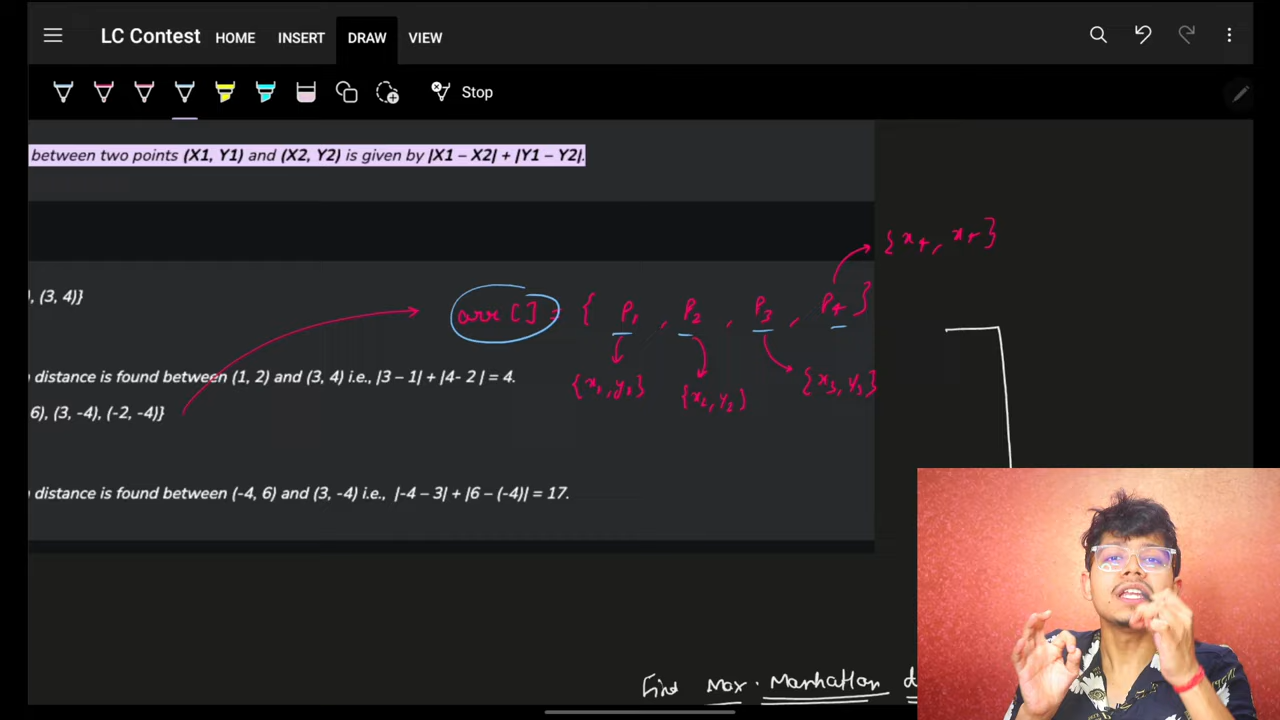 LC Contest HOME INSERT DRAW VIEW
Stop
between two points (X1, Y1) and (X2, Y2) is given by |X1 – X2| + |Y1 – Y2|.
{x4, x4}
, (3, 4)}
arr[] = { P1 , P2 , P3 , P4 }
distance is found between (1, 2) and (3, 4) i.e., |3 – 1| + |4- 2 | = 4.
{x1, y1} {x2, y2} {x3, y3}
6), (3, -4), (-2, -4)}
distance is found between (-4, 6) and (3, -4) i.e., |-4 – 3| + |6 – (-4)| = 17.
Find Max. Manhattan d